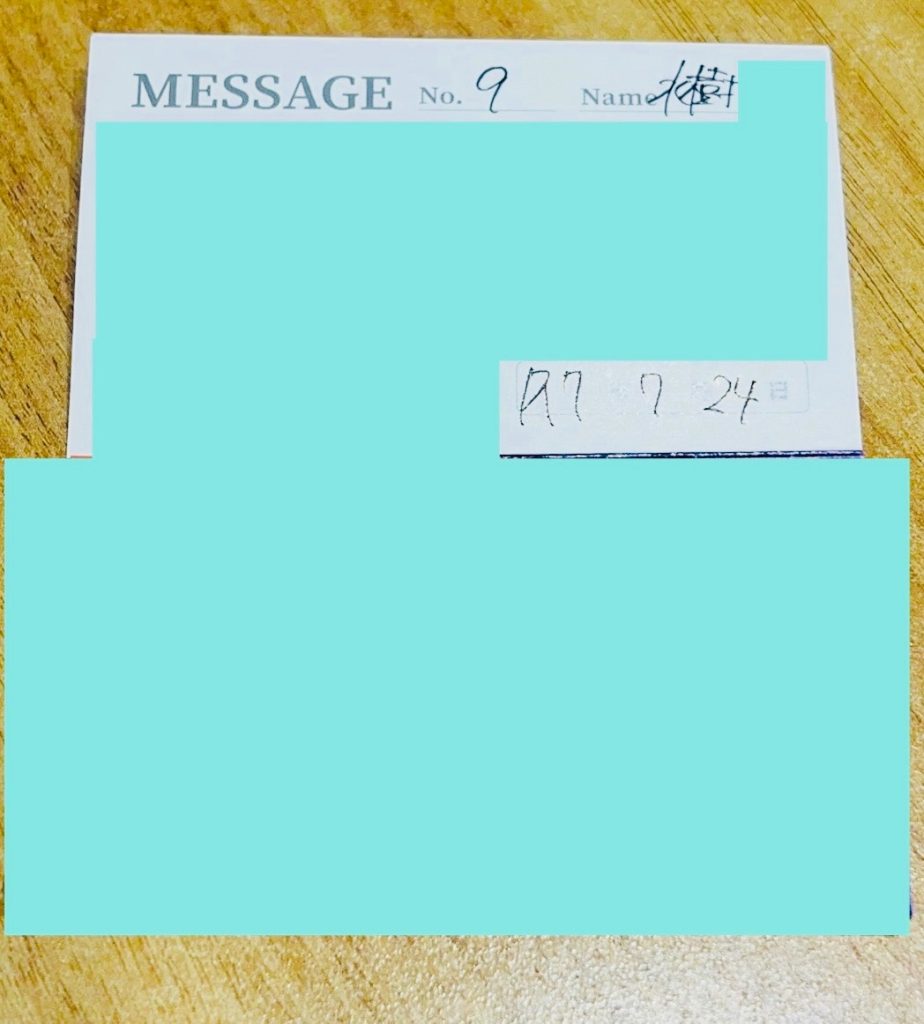 MESSAGE No. 9 Name
R7 7 24 日